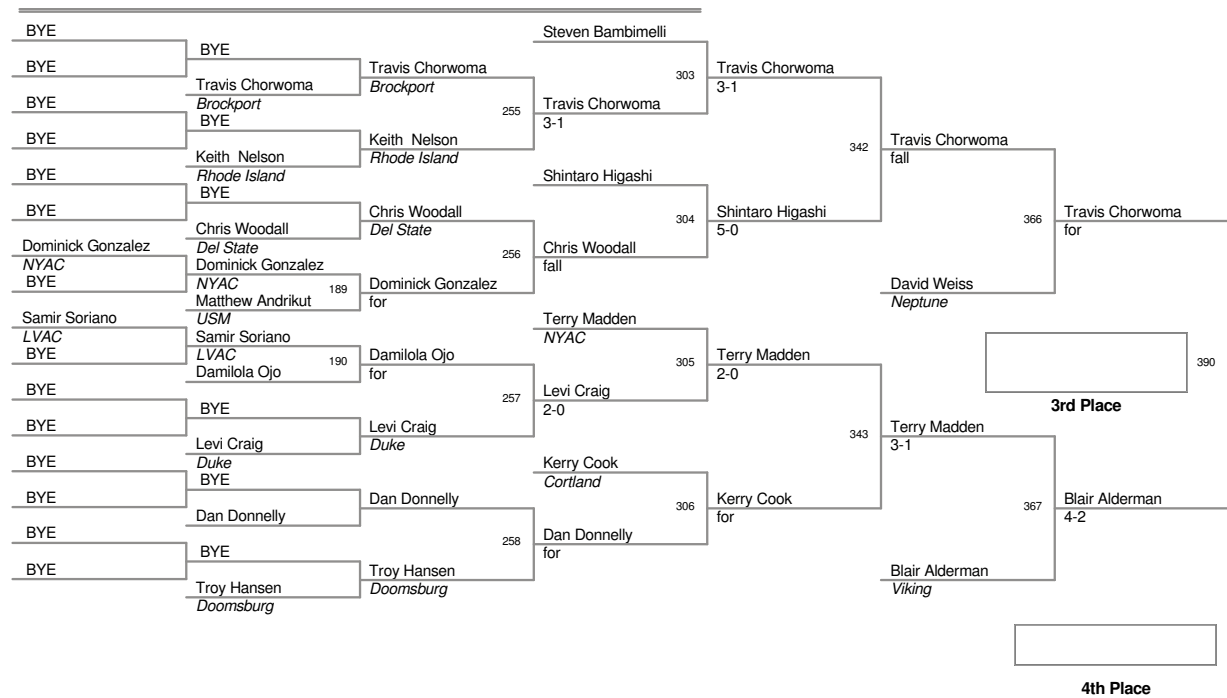 BYE
BYE
BYE
BYE
BYE
BYE
Dominick Gonzalez
NYAC
BYE
Samir Soriano
LVAC
BYE
BYE
BYE
BYE
BYE
BYE
BYE
BYE
Travis Chorwoma
Brockport
BYE
Keith Nelson
Rhode Island
BYE
Chris Woodall
Del State
Dominick Gonzalez
NYAC
189
Matthew Andrikut
USM
Samir Soriano
LVAC
190
Damilola Ojo
BYE
Levi Craig
Duke
BYE
Dan Donnelly
BYE
Troy Hansen
Doomsburg
Travis Chorwoma
Brockport
255
Keith Nelson
Rhode Island
Chris Woodall
Del State
256
Dominick Gonzalez
for
Damilola Ojo
for
257
Levi Craig
Duke
Dan Donnelly
258
Troy Hansen
Doomsburg
Steven Bambimelli
303
Travis Chorwoma
3-1
Shintaro Higashi
304
Chris Woodall
fall
Terry Madden
NYAC
305
Levi Craig
2-0
Kerry Cook
Cortland
306
Dan Donnelly
for
Travis Chorwoma
3-1
342
Shintaro Higashi
5-0
Terry Madden
2-0
343
Kerry Cook
for
Travis Chorwoma
fall
366
David Weiss
Neptune
Terry Madden
3-1
367
Blair Alderman
Viking
Travis Chorwoma
for
390
3rd Place
Blair Alderman
4-2
4th Place